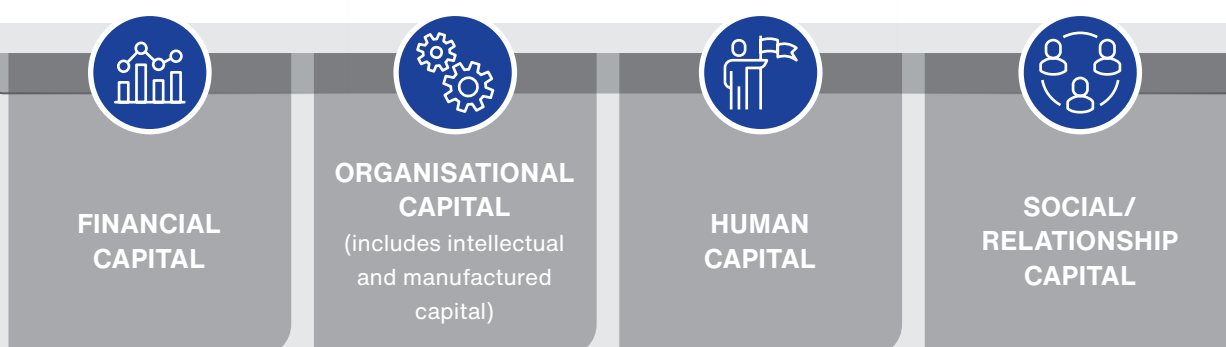 FINANCIAL
CAPITAL
ORGANISATIONAL
CAPITAL
(includes intellectual
and manufactured
capital)
HUMAN
CAPITAL
SOCIAL/
RELATIONSHIP
CAPITAL